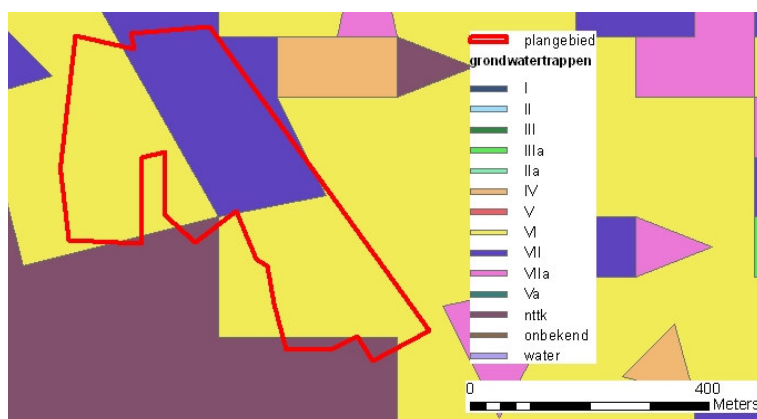 plangebied
grondwatertrappen
I
II
III
IIIa
IIa
IV
V
VI
VII
VIIa
Va
nttk
onbekend
water
0 400
Meters